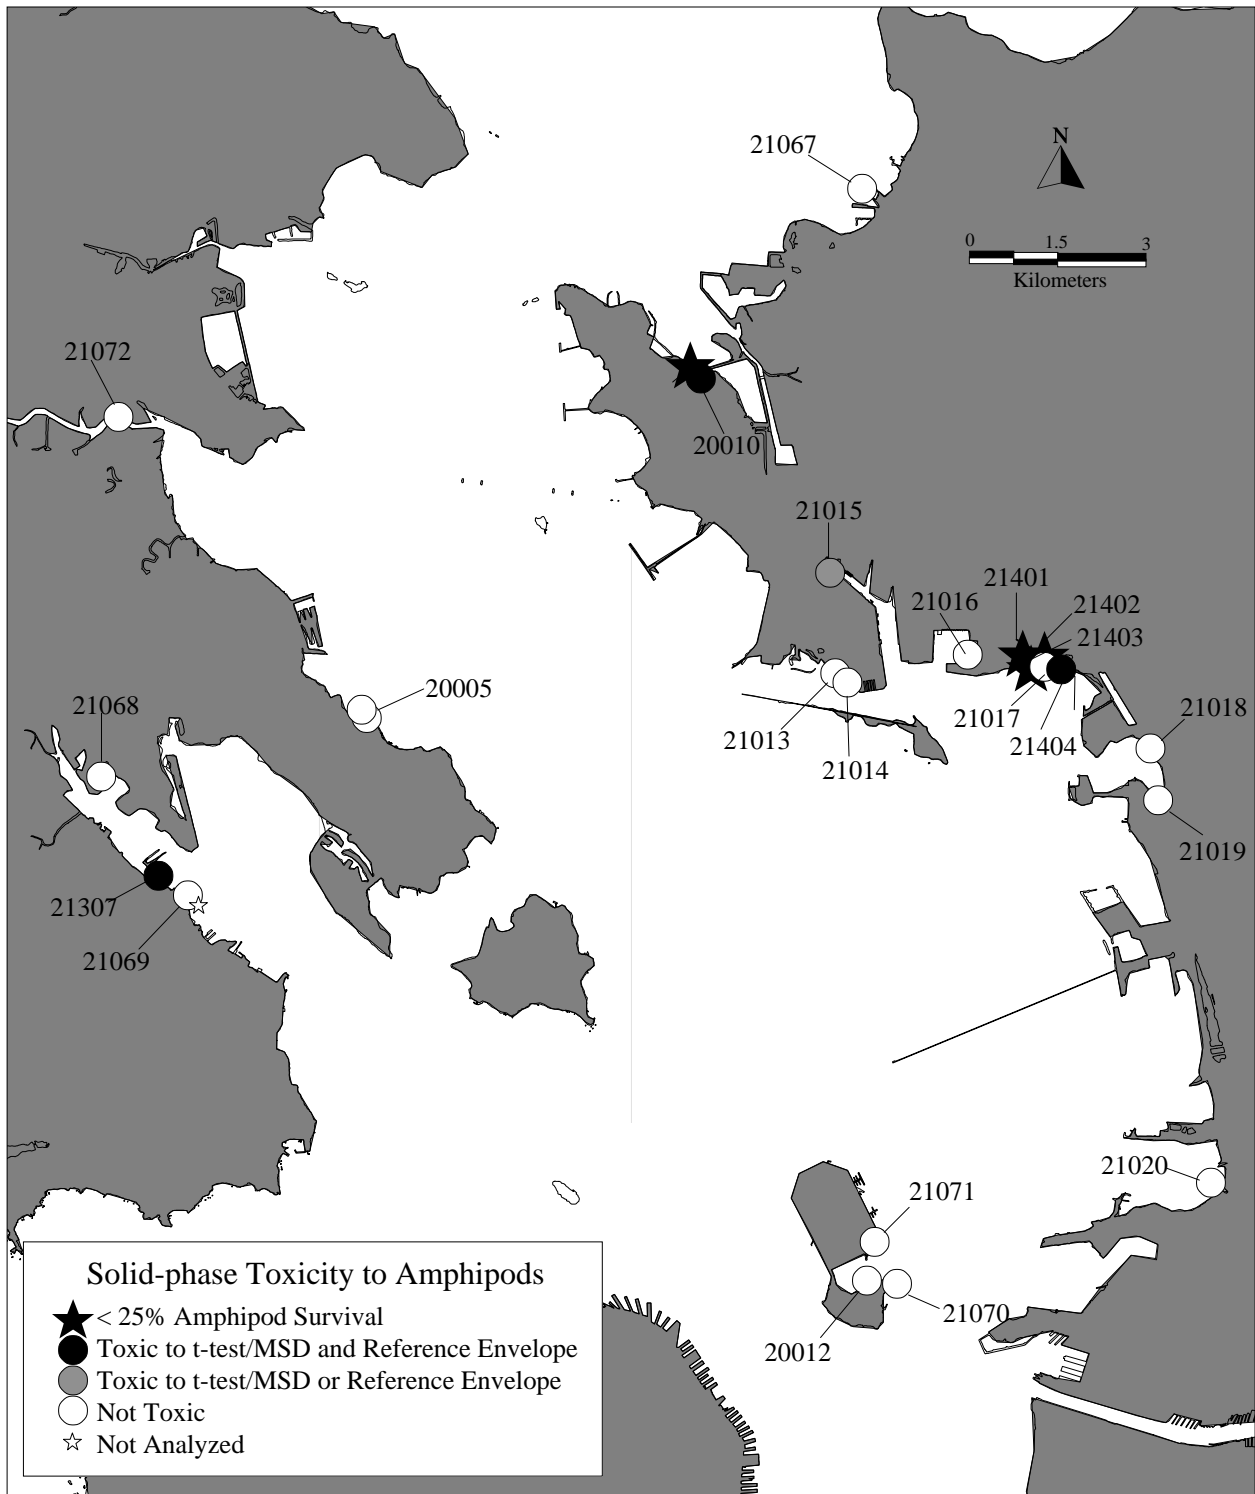 21067
N
0 1.5 3
Kilometers
21072
20010
21015
21401
21402
21016
21403
20005
21068
21017
21018
21013
21404
21014
21019
21307
21069
21020
21071
21070
20012
Solid-phase Toxicity to Amphipods
< 25% Amphipod Survival
Toxic to t-test/MSD and Reference Envelope
Toxic to t-test/MSD or Reference Envelope
Not Toxic
Not Analyzed